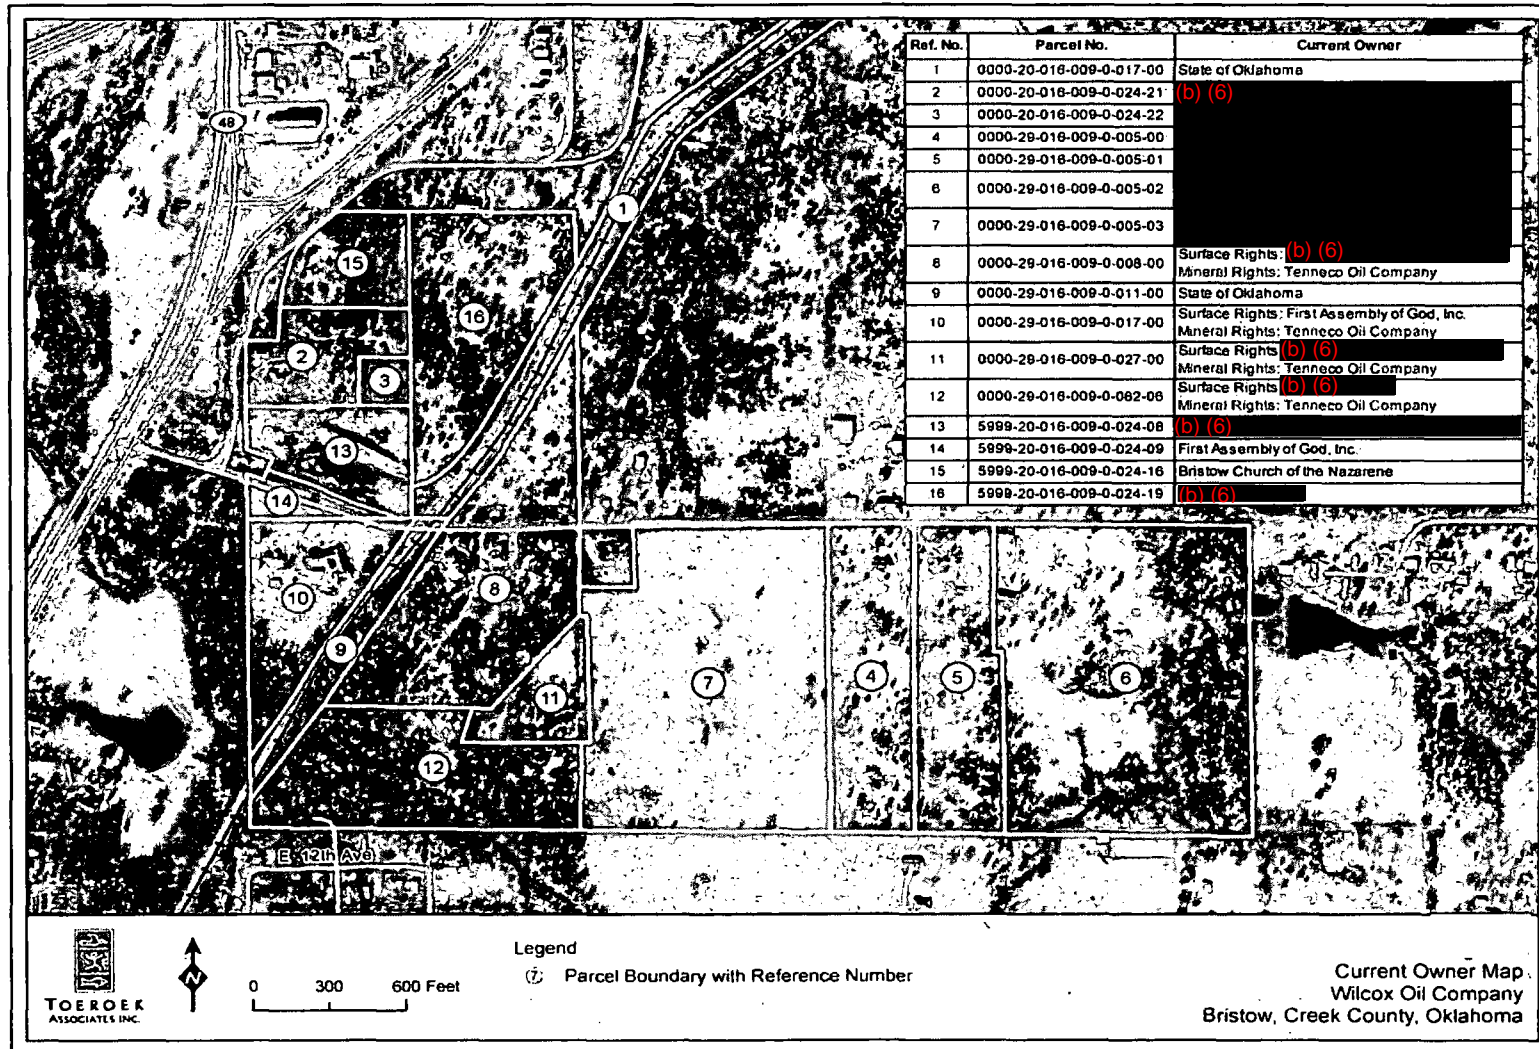 Ref. No. Parcel No. Current Owner
1 0000-20-016-009-0-017-00 State of Oklahoma
2 0000-20-016-009-0-024-21 (b) (6)
3 0000-20-016-009-0-024-22
4 0000-29-016-009-0-005-00
5 0000-29-016-009-0-005-01
6 0000-29-016-009-0-005-02
7 0000-29-016-009-0-005-03
8 0000-29-016-009-0-008-00 Surface Rights: (b) (6)
Mineral Rights: Tenneco Oil Company
9 0000-29-016-009-0-011-00 State of Oklahoma
10 0000-29-016-009-0-017-00 Surface Rights: First Assembly of God, Inc.
Mineral Rights: Tenneco Oil Company
11 0000-29-016-009-0-027-00 Surface Rights (b) (6)
Mineral Rights: Tenneco Oil Company
12 0000-29-016-009-0-062-06 Surface Rights (b) (6)
Mineral Rights: Tenneco Oil Company
13 5999-20-016-009-0-024-08 (b) (6)
14 5999-20-016-009-0-024-09 First Assembly of God, Inc.
15 5999-20-016-009-0-024-16 Bristow Church of the Nazarene
16 5999-20-016-009-0-024-19 (b) (6)
48
1
15
16
2
3
13
14
8
10
9
7
4
5
6
11
12
E 12th Ave
TOEROEK
ASSOCIATES INC.
N
0 300 600 Feet
Legend
Parcel Boundary with Reference Number
Current Owner Map
Wilcox Oil Company
Bristow, Creek County, Oklahoma